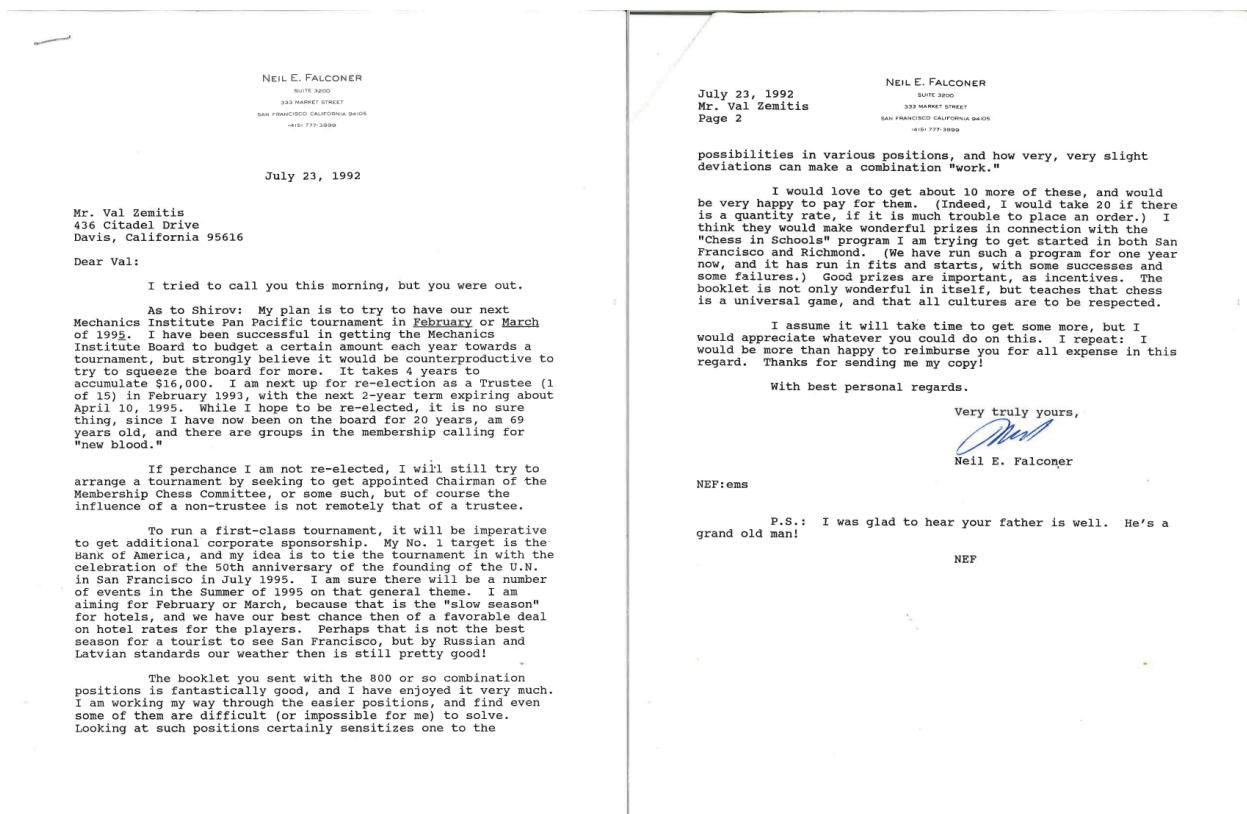 NEIL E. FALCONER
SUITE 3200
333 MARKET STREET
SAN FRANCISCO CALIFORNIA 94105
(415) 777-3999
July 23, 1992
Mr. Val Zemitis
436 Citadel Drive
Davis, California 95616
Dear Val:
I tried to call you this morning, but you were out.
As to Shirov: My plan is to try to have our next
Mechanics Institute Pan Pacific tournament in February or March
of 1995. I have been successful in getting the Mechanics
Institute Board to budget a certain amount each year towards a
tournament, but strongly believe it would be counterproductive to
try to squeeze the board for more. It takes 4 years to
accumulate $16,000. I am next up for re-election as a Trustee (1
of 15) in February 1993, with the next 2-year term expiring about
April 10, 1995. While I hope to be re-elected, it is no sure
thing, since I have now been on the board for 20 years, am 69
years old, and there are groups in the membership calling for
"new blood."
If perchance I am not re-elected, I will still try to
arrange a tournament by seeking to get appointed Chairman of the
Membership Chess Committee, or some such, but of course the
influence of a non-trustee is not remotely that of a trustee.
To run a first-class tournament, it will be imperative
to get additional corporate sponsorship. My No. 1 target is the
Bank of America, and my idea is to tie the tournament in with the
celebration of the 50th anniversary of the founding of the U.N.
in San Francisco in July 1995. I am sure there will be a number
of events in the Summer of 1995 on that general theme. I am
aiming for February or March, because that is the "slow season"
for hotels, and we have our best chance then of a favorable deal
on hotel rates for the players. Perhaps that is not the best
season for a tourist to see San Francisco, but by Russian and
Latvian standards our weather then is still pretty good!
The booklet you sent with the 800 or so combination
positions is fantastically good, and I have enjoyed it very much.
I am working my way through the easier positions, and find even
some of them are difficult (or impossible for me) to solve.
Looking at such positions certainly sensitizes one to the
NEIL E. FALCONER
SUITE 3200
333 MARKET STREET
SAN FRANCISCO CALIFORNIA 94105
(415) 777-3999
July 23, 1992
Mr. Val Zemitis
Page 2
possibilities in various positions, and how very, very slight
deviations can make a combination "work."
I would love to get about 10 more of these, and would
be very happy to pay for them. (Indeed, I would take 20 if there
is a quantity rate, if it is much trouble to place an order.) I
think they would make wonderful prizes in connection with the
"Chess in Schools" program I am trying to get started in both San
Francisco and Richmond. (We have run such a program for one year
now, and it has run in fits and starts, with some successes and
some failures.) Good prizes are important, as incentives. The
booklet is not only wonderful in itself, but teaches that chess
is a universal game, and that all cultures are to be respected.
I assume it will take time to get some more, but I
would appreciate whatever you could do on this. I repeat: I
would be more than happy to reimburse you for all expense in this
regard. Thanks for sending me my copy!
With best personal regards.
Very truly yours,
Neil
Neil E. Falconer
NEF:ems
P.S.: I was glad to hear your father is well. He's a
grand old man!
NEF